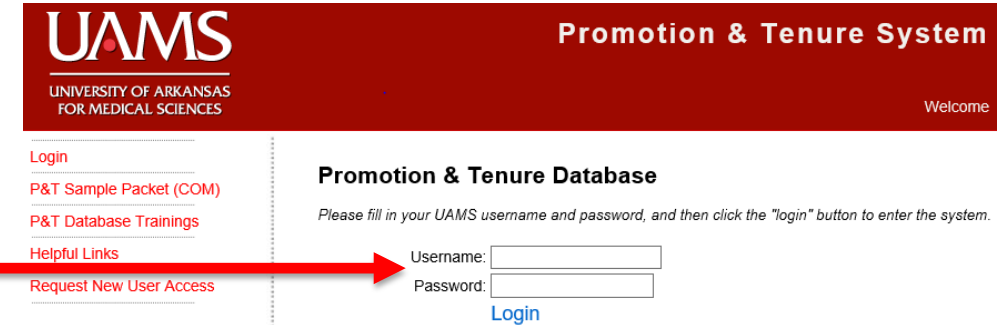 UAMS
UNIVERSITY OF ARKANSAS
FOR MEDICAL SCIENCES
Promotion & Tenure System
Welcome
Login
P&T Sample Packet (COM)
P&T Database Trainings
Helpful Links
Request New User Access
Promotion & Tenure Database
Please fill in your UAMS username and password, and then click the "login" button to enter the system.
Username:
Password:
Login